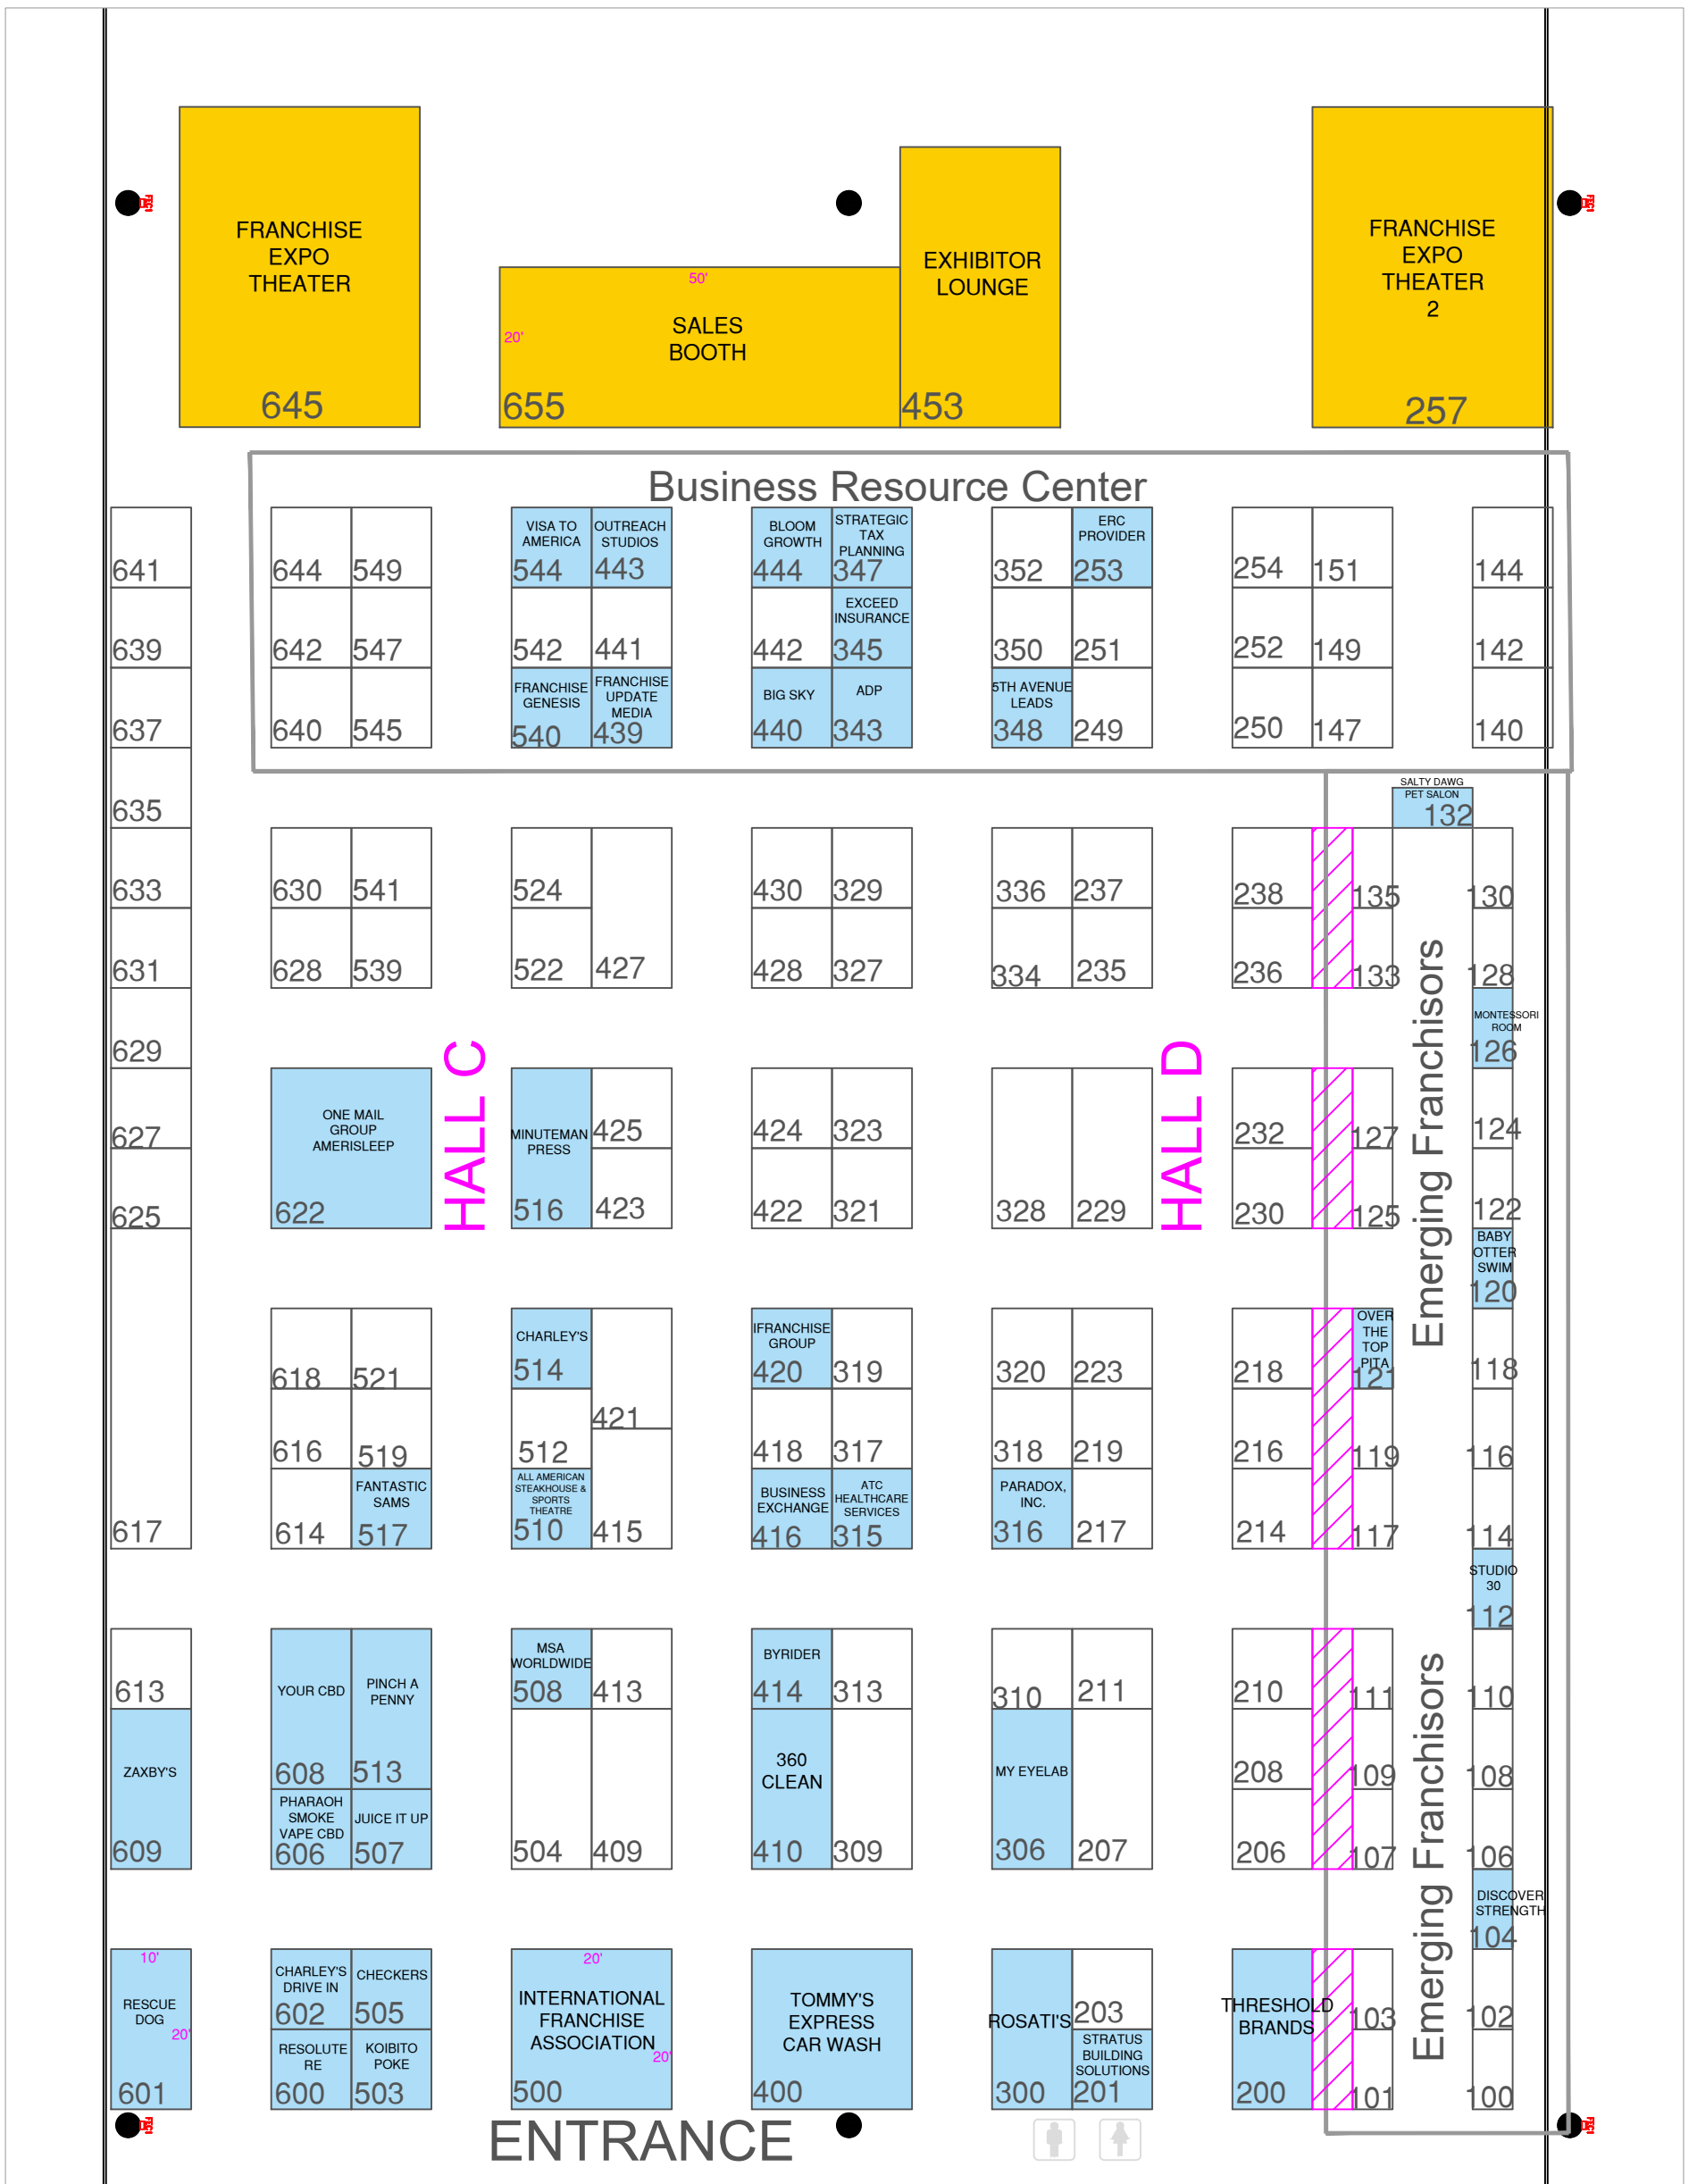 FRANCHISE
EXPO
THEATER
645
50'
20'
SALES
BOOTH
655
EXHIBITOR
LOUNGE
453
FRANCHISE
EXPO
THEATER
2
257
Business Resource Center
641
644
549
VISA TO
AMERICA
544
OUTREACH
STUDIOS
443
BLOOM
GROWTH
444
STRATEGIC
TAX
PLANNING
347
352
ERC
PROVIDER
253
254
151
144
639
642
547
542
441
442
EXCEED
INSURANCE
345
350
251
252
149
142
637
640
545
FRANCHISE
GENESIS
540
FRANCHISE
UPDATE
MEDIA
439
BIG SKY
440
ADP
343
5TH AVENUE
LEADS
348
249
250
147
140
635
SALTY DAWG
PET SALON
132
633
630
541
524
430
329
336
237
238
135
130
631
628
539
522
427
428
327
334
235
236
133
128
629
MONTESSORI
ROOM
126
HALL C
HALL D
Emerging Franchisors
627
ONE MAIL
GROUP
AMERISLEEP
622
MINUTEMAN
PRESS
516
425
424
323
232
127
124
625
423
422
321
328
229
230
125
122
BABY
OTTER
SWIM
120
618
521
CHARLEY'S
514
IFRANCHISE
GROUP
420
319
320
223
218
OVER
THE
TOP
PITA
121
118
616
519
512
421
418
317
318
219
216
119
116
617
614
FANTASTIC
SAMS
517
ALL AMERICAN
STEAKHOUSE &
SPORTS
THEATRE
510
415
BUSINESS
EXCHANGE
416
ATC
HEALTHCARE
SERVICES
315
PARADOX,
INC.
316
217
214
117
114
STUDIO
30
112
Emerging Franchisors
613
YOUR CBD
608
PINCH A
PENNY
513
MSA
WORLDWIDE
508
413
BYRIDER
414
313
310
211
210
111
110
ZAXBY'S
609
360
CLEAN
410
MY EYELAB
306
208
109
108
PHARAOH
SMOKE
VAPE CBD
606
JUICE IT UP
507
504
409
309
207
206
107
106
DISCOVER
STRENGTH
104
10'
RESCUE
DOG
20'
601
CHARLEY'S
DRIVE IN
602
CHECKERS
505
20'
INTERNATIONAL
FRANCHISE
ASSOCIATION
20'
500
TOMMY'S
EXPRESS
CAR WASH
400
ROSATI'S
300
203
THRESHOLD
BRANDS
200
103
102
RESOLUTE
RE
600
KOIBITO
POKE
503
STRATUS
BUILDING
SOLUTIONS
201
101
100
ENTRANCE